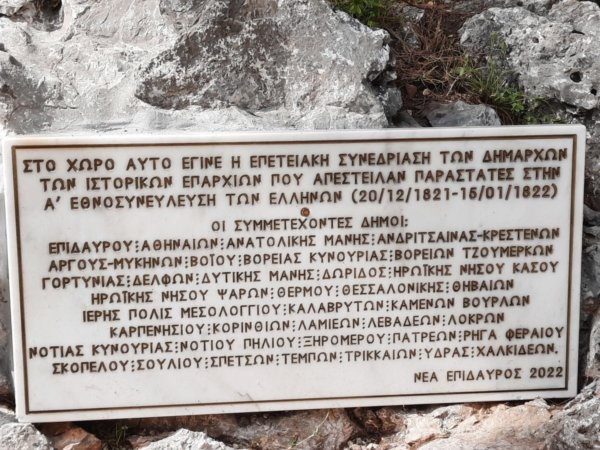 ΣΤΟ ΧΩΡΟ ΑΥΤΟ ΕΓΙΝΕ Η ΕΠΕΤΕΙΑΚΗ ΣΥΝΕΔΡΙΑΣΗ ΤΩΝ ΔΗΜΑΡΧΩΝ
ΤΩΝ ΙΣΤΟΡΙΚΩΝ ΕΠΑΡΧΙΩΝ ΠΟΥ ΑΠΕΣΤΕΙΛΑΝ ΠΑΡΑΣΤΑΤΕΣ ΣΤΗΝ
Α' ΕΘΝΟΣΥΝΕΛΕΥΣΗ ΤΩΝ ΕΛΛΗΝΩΝ (20/12/1821-15/01/1822)
ΟΙ ΣΥΜΜΕΤΕΧΟΝΤΕΣ ΔΗΜΟΙ:
ΕΠΙΔΑΥΡΟΥ⋮ΑΘΗΝΑΙΩΝ⋮ΑΝΑΤΟΛΙΚΗΣ ΜΑΝΗΣ⋮ΑΝΔΡΙΤΣΑΙΝΑΣ-ΚΡΕΣΤΕΝΩΝ
ΑΡΓΟΥΣ-ΜΥΚΗΝΩΝ⋮ΒΟΪΟΥ⋮ΒΟΡΕΙΑΣ ΚΥΝΟΥΡΙΑΣ⋮ΒΟΡΕΙΩΝ ΤΖΟΥΜΕΡΚΩΝ
ΓΟΡΤΥΝΙΑΣ⋮ΔΕΛΦΩΝ⋮ΔΥΤΙΚΗΣ ΜΑΝΗΣ⋮ΔΩΡΙΔΟΣ⋮ΗΡΩΪΚΗΣ ΝΗΣΟΥ ΚΑΣΟΥ
ΗΡΩΪΚΗΣ ΝΗΣΟΥ ΨΑΡΩΝ⋮ΘΕΡΜΟΥ⋮ΘΕΣΣΑΛΟΝΙΚΗΣ⋮ΘΗΒΑΙΩΝ
ΙΕΡΗΣ ΠΟΛΙΣ ΜΕΣΟΛΟΓΓΙΟΥ⋮ΚΑΛΑΒΡΥΤΩΝ⋮ΚΑΜΕΝΩΝ ΒΟΥΡΛΩΝ
ΚΑΡΠΕΝΗΣΙΟΥ⋮ΚΟΡΙΝΘΙΩΝ⋮ΛΑΜΙΕΩΝ⋮ΛΕΒΑΔΕΩΝ⋮ΛΟΚΡΩΝ
ΝΟΤΙΑΣ ΚΥΝΟΥΡΙΑΣ⋮ΝΟΤΙΟΥ ΠΗΛΙΟΥ⋮ΞΗΡΟΜΕΡΟΥ⋮ΠΑΤΡΕΩΝ⋮ΡΗΓΑ ΦΕΡΑΙΟΥ
ΣΚΟΠΕΛΟΥ⋮ΣΟΥΛΙΟΥ⋮ΣΠΕΤΣΩΝ⋮ΤΕΜΠΩΝ⋮ΤΡΙΚΚΑΙΩΝ⋮ΥΔΡΑΣ⋮ΧΑΛΚΙΔΕΩΝ.
ΝΕΑ ΕΠΙΔΑΥΡΟΣ 2022